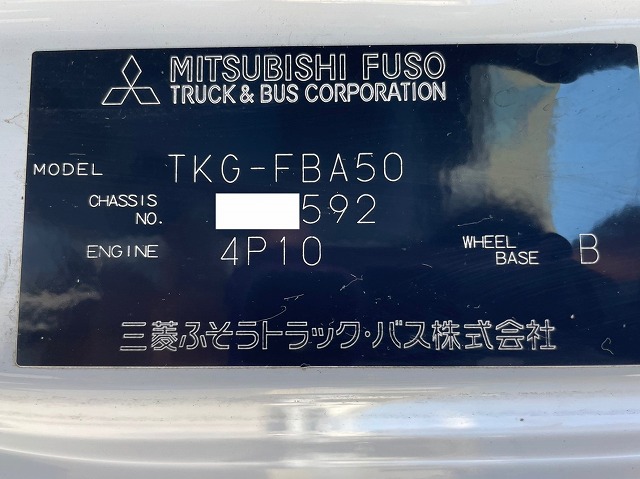 MITSUBISHI FUSO
TRUCK & BUS CORPORATION
MODEL TKG-FBA50
CHASSIS NO. 592
ENGINE 4P10 WHEEL BASE B
三菱ふそうトラック・バス株式会社